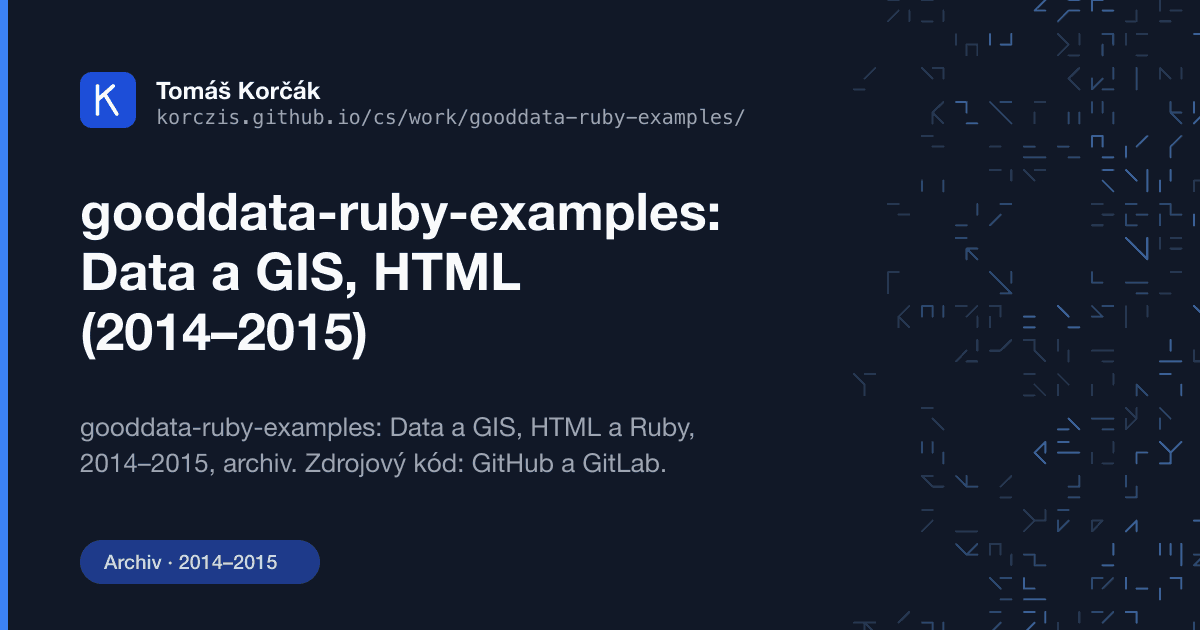 K
Tomáš Korčák
korczis.github.io/cs/work/gooddata-ruby-examples/
gooddata-ruby-examples:
Data a GIS, HTML
(2014–2015)
gooddata-ruby-examples: Data a GIS, HTML a Ruby,
2014–2015, archiv. Zdrojový kód: GitHub a GitLab.
Archiv · 2014–2015